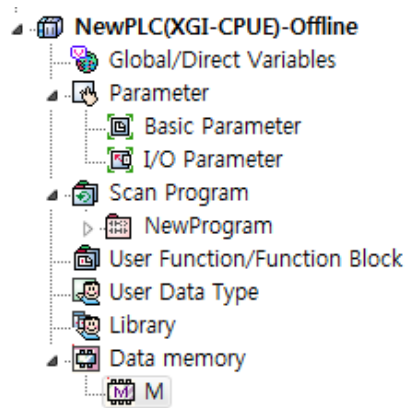 NewPLC(XGI-CPUE)-Offline
Global/Direct Variables
Parameter
Basic Parameter
I/O Parameter
Scan Program
NewProgram
User Function/Function Block
User Data Type
Library
Data memory
M